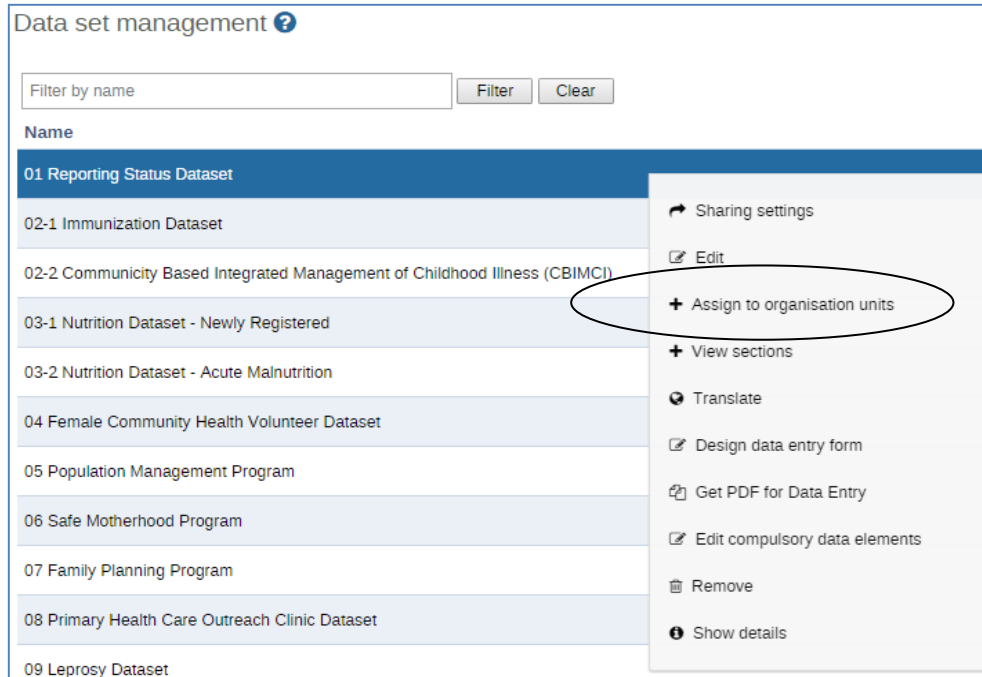 Data set management ?
Filter by name Filter Clear
Name
01 Reporting Status Dataset
02-1 Immunization Dataset
02-2 Communicity Based Integrated Management of Childhood Illness (CBIMCI)
03-1 Nutrition Dataset - Newly Registered
03-2 Nutrition Dataset - Acute Malnutrition
04 Female Community Health Volunteer Dataset
05 Population Management Program
06 Safe Motherhood Program
07 Family Planning Program
08 Primary Health Care Outreach Clinic Dataset
09 Leprosy Dataset
Sharing settings
Edit
Assign to organisation units
View sections
Translate
Design data entry form
Get PDF for Data Entry
Edit compulsory data elements
Remove
Show details